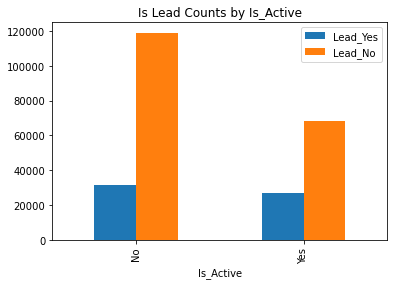 Is Lead Counts by Is_Active
120000
100000
80000
60000
40000
20000
0
Lead_Yes
Lead_No
No
Yes
Is_Active